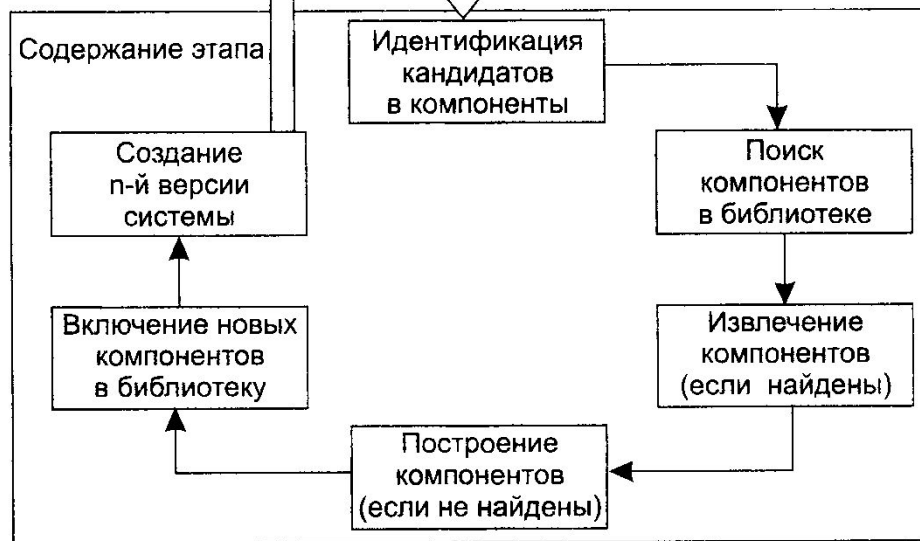 Содержание этапа
Идентификация
кандидатов
в компоненты
Поиск
компонентов
в библиотеке
Извлечение
компонентов
(если найдены)
Построение
компонентов
(если не найдены)
Включение новых
компонентов
в библиотеку
Создание
n-й версии
системы